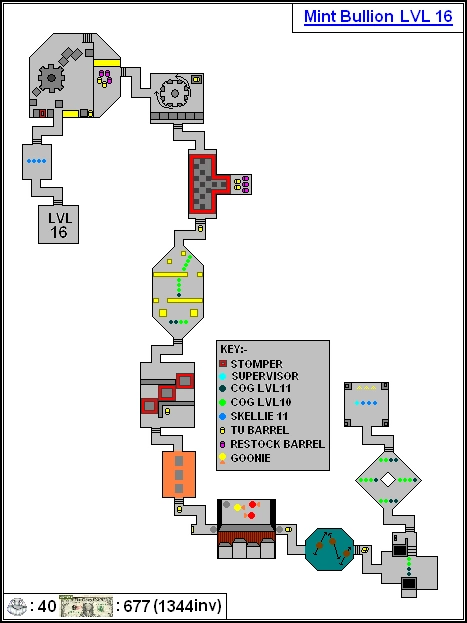 Mint Bullion LVL 16
LVL
16
KEY:-
STOMPER
SUPERVISOR
COG LVL11
COG LVL10
SKELLIE 11
TU BARREL
RESTOCK BARREL
GOONIE
: 40 : 677 (1344inv)